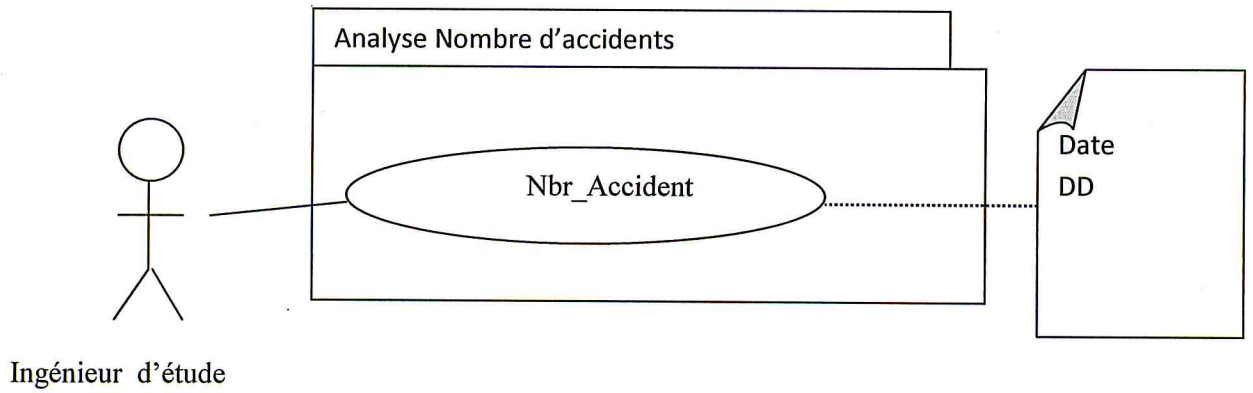 Analyse Nombre d’accidents
Nbr_Accident
Date
DD
Ingénieur d’étude